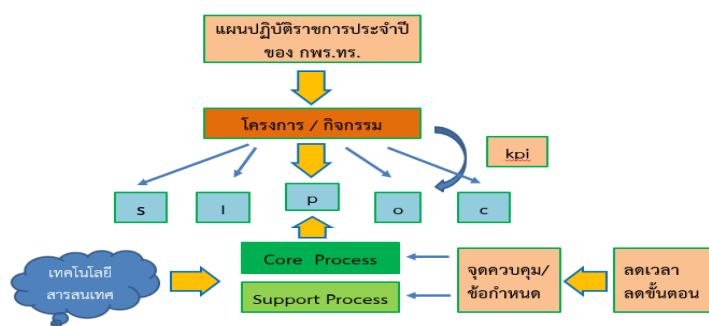 แผนปฏิบัติราชการประจำปี
ของ กพร.ทร.
โครงการ / กิจกรรม
kpi
s
I
p
o
c
เทคโนโลยี
สารสนเทศ
Core Process
Support Process
จุดควบคุม/
ข้อกำหนด
ลดเวลา
ลดขั้นตอน